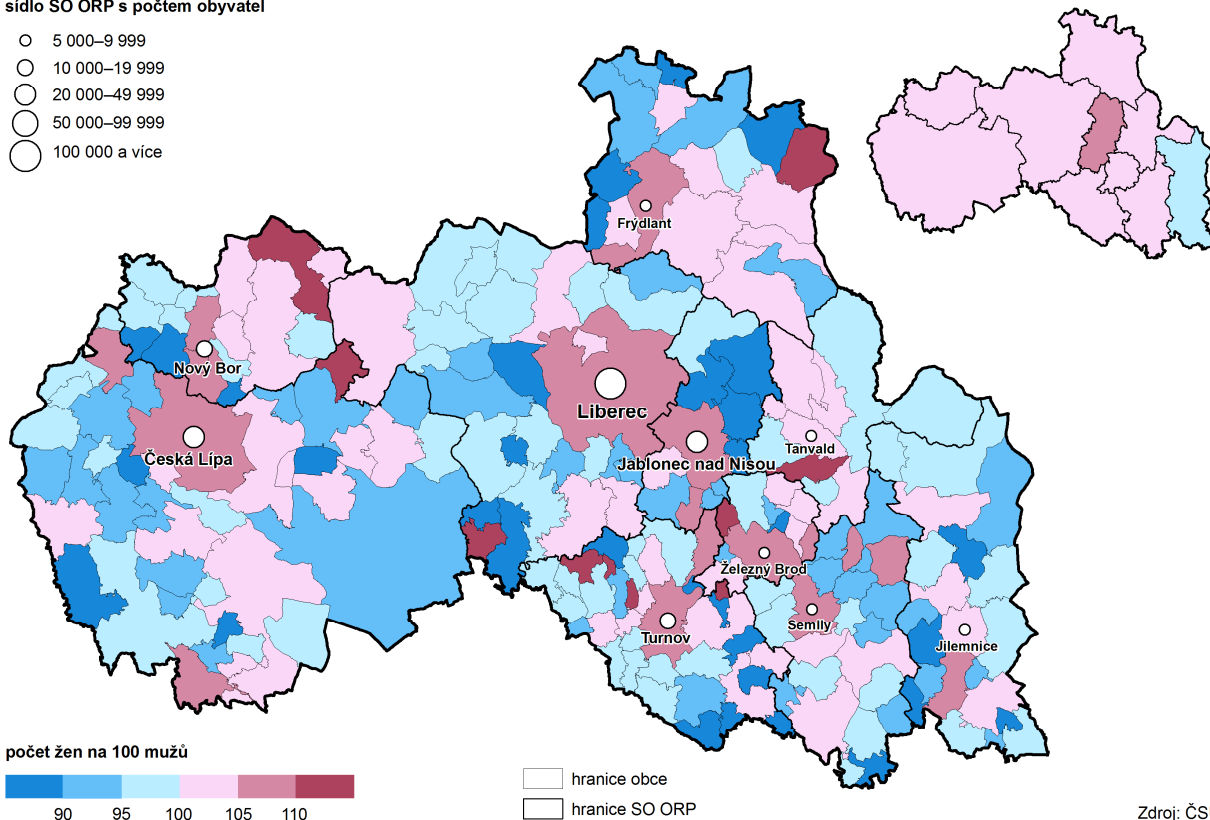 sídlo SO ORP s počtem obyvatel
5 000–9 999
10 000–19 999
20 000–49 999
50 000–99 999
100 000 a více
Frýdlant
Nový Bor
Liberec
Česká Lípa
Tanvald
Jablonec nad Nisou
Železný Brod
Semily
Turnov
Jilemnice
počet žen na 100 mužů
90 95 100 105 110
hranice obce
hranice SO ORP
Zdroj: ČS